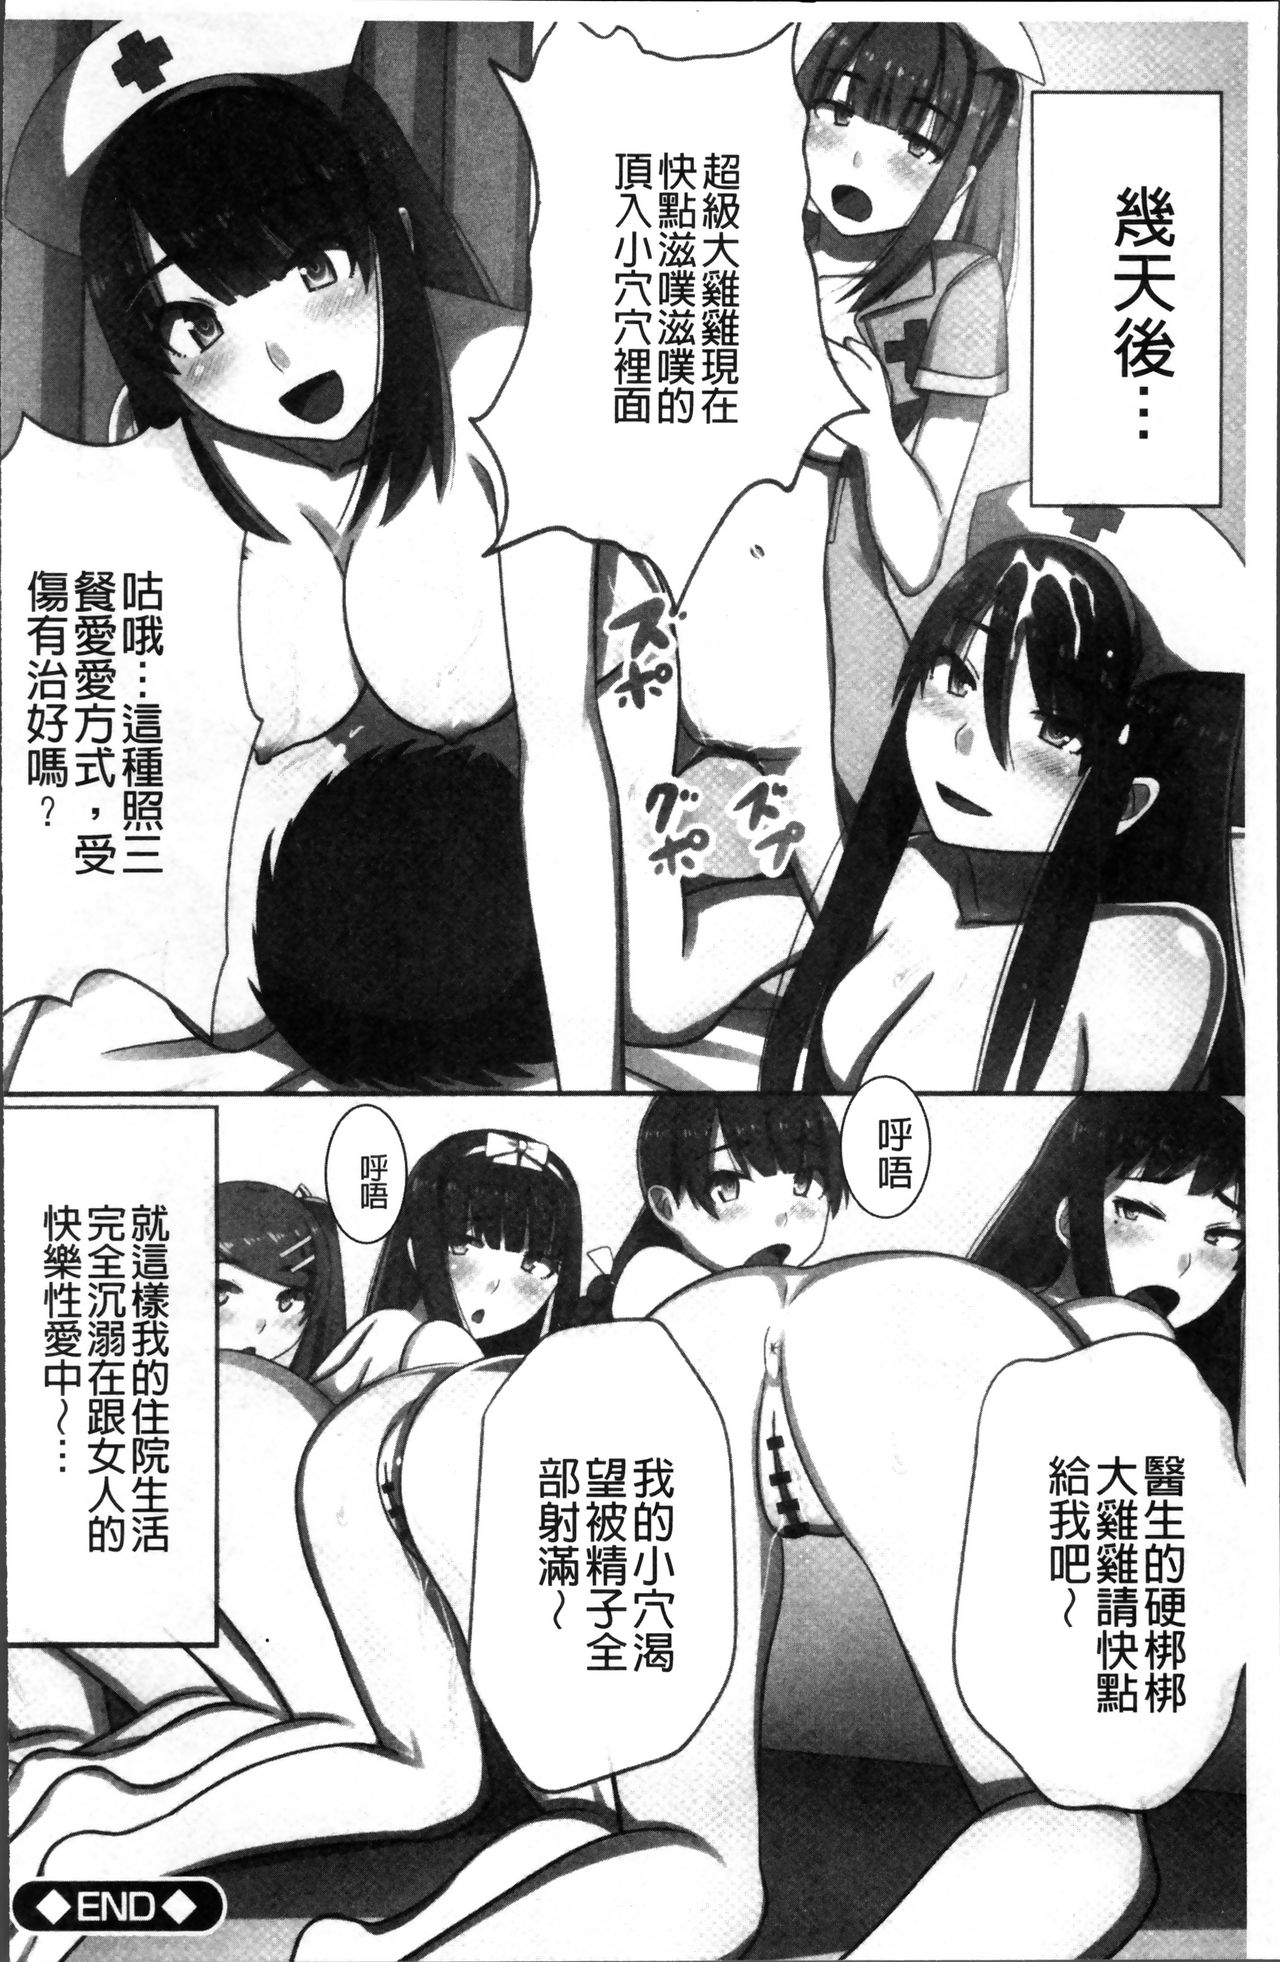 幾天後…
超級大雞雞現在
快點滋噗滋噗的
頂入小穴穴裡面
咕哦…這種照三
餐愛愛方式，受
傷有治好嗎？
ズポ
グポ
ズプ
呼唔
呼唔
醫生的硬梆梆
大雞雞請快點
給我吧～
我的小穴渴
望被精子全
部射滿～
就這樣我的住院生活
完全沉溺在跟女人的
快樂性愛中～…
◆END◆